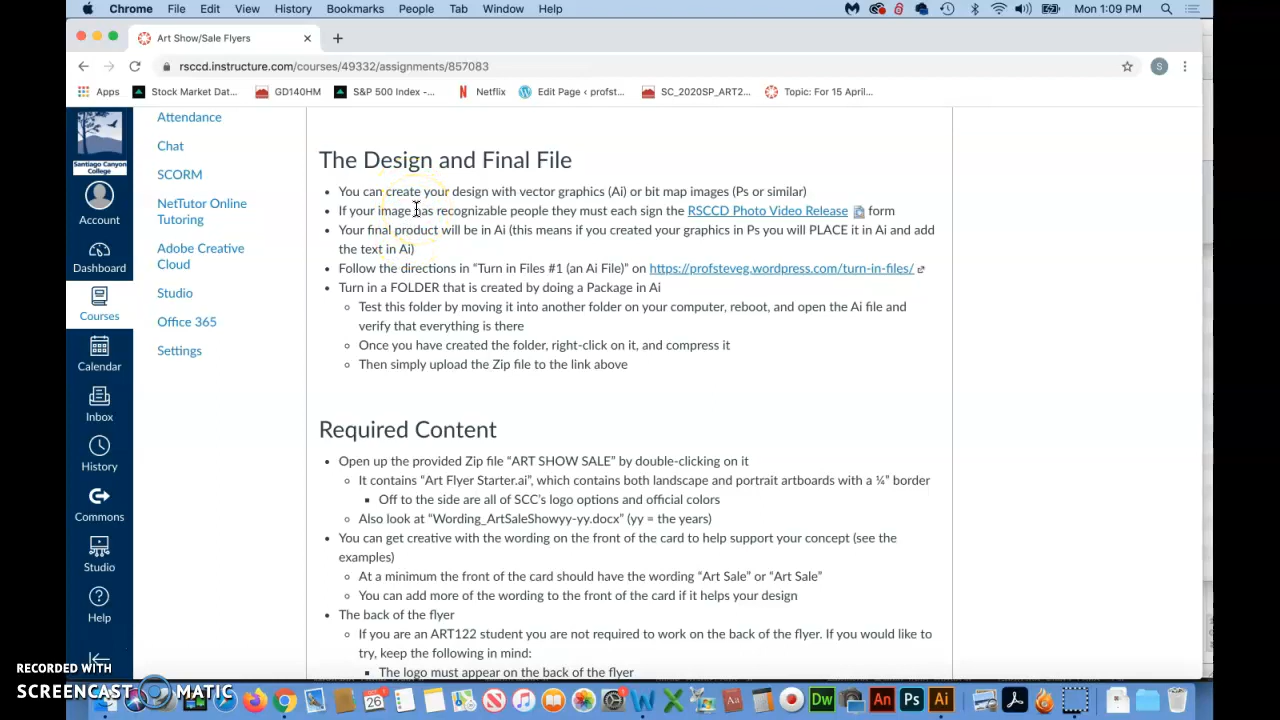 Chrome File Edit View History Bookmarks People Tab Window Help Mon 1:09 PM
Art Show/Sale Flyers
rsccd.instructure.com/courses/49332/assignments/857083
Apps Stock Market Dat... GD140HM S&P 500 Index -... Netflix Edit Page ‹ profst... SC_2020SP_ART2... Topic: For 15 April...
Santiago Canyon College
Account
Dashboard
Courses
Calendar
Inbox
History
Commons
Studio
Help
Attendance
Chat
SCORM
NetTutor Online
Tutoring
Adobe Creative
Cloud
Studio
Office 365
Settings
The Design and Final File
• You can create your design with vector graphics (Ai) or bit map images (Ps or similar)
• If your image has recognizable people they must each sign the RSCCD Photo Video Release form
• Your final product will be in Ai (this means if you created your graphics in Ps you will PLACE it in Ai and add
the text in Ai)
• Follow the directions in “Turn in Files #1 (an Ai File)” on https://profsteveg.wordpress.com/turn-in-files/
• Turn in a FOLDER that is created by doing a Package in Ai
◦ Test this folder by moving it into another folder on your computer, reboot, and open the Ai file and
verify that everything is there
◦ Once you have created the folder, right-click on it, and compress it
◦ Then simply upload the Zip file to the link above
Required Content
• Open up the provided Zip file “ART SHOW SALE” by double-clicking on it
◦ It contains “Art Flyer Starter.ai”, which contains both landscape and portrait artboards with a ¼” border
▪ Off to the side are all of SCC’s logo options and official colors
◦ Also look at “Wording_ArtSaleShowyy-yy.docx” (yy = the years)
• You can get creative with the wording on the front of the card to help support your concept (see the
examples)
◦ At a minimum the front of the card should have the wording “Art Sale” or “Art Sale”
◦ You can add more of the wording to the front of the card if it helps your design
• The back of the flyer
◦ If you are an ART122 student you are not required to work on the back of the flyer. If you would like to
try, keep the following in mind:
▪ The logo must appear on the back of the flyer
RECORDED WITH
SCREENCAST MATIC
Dw An Ps Ai